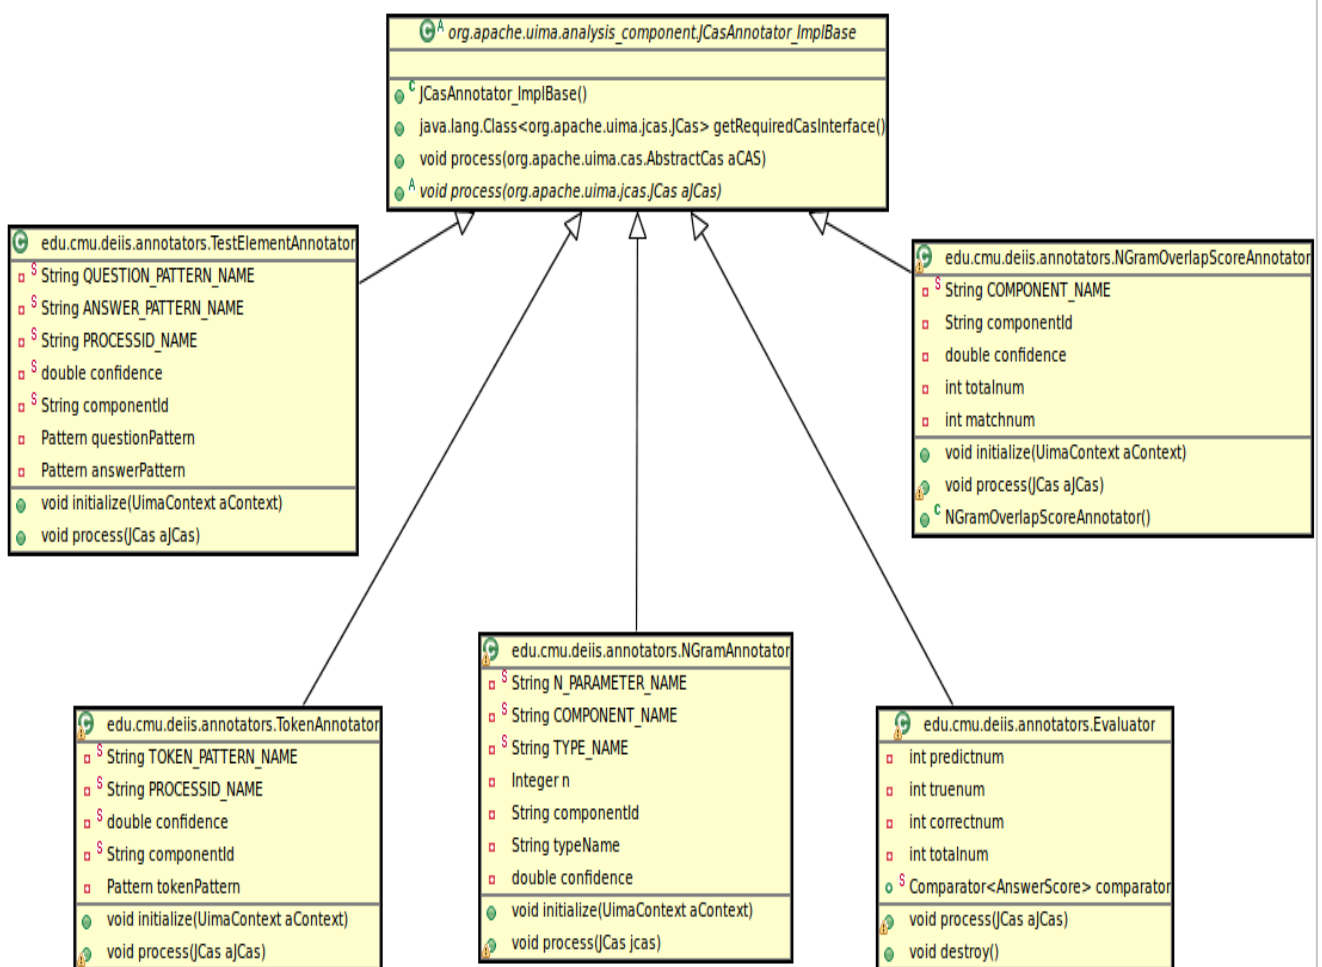 org.apache.uima.analysis_component.JCasAnnotator_ImplBase
JCasAnnotator_ImplBase()
java.lang.Class<org.apache.uima.jcas.JCas> getRequiredCasInterface()
void process(org.apache.uima.cas.AbstractCas aCAS)
void process(org.apache.uima.jcas.JCas aJCas)
edu.cmu.deiis.annotators.TestElementAnnotator
String QUESTION_PATTERN_NAME
String ANSWER_PATTERN_NAME
String PROCESSID_NAME
double confidence
String componentId
Pattern questionPattern
Pattern answerPattern
void initialize(UimaContext aContext)
void process(JCas aJCas)
edu.cmu.deiis.annotators.NGramOverlapScoreAnnotator
String COMPONENT_NAME
String componentId
double confidence
int totalnum
int matchnum
void initialize(UimaContext aContext)
void process(JCas aJCas)
NGramOverlapScoreAnnotator()
edu.cmu.deiis.annotators.TokenAnnotator
String TOKEN_PATTERN_NAME
String PROCESSID_NAME
double confidence
String componentId
Pattern tokenPattern
void initialize(UimaContext aContext)
void process(JCas aJCas)
edu.cmu.deiis.annotators.NGramAnnotator
String N_PARAMETER_NAME
String COMPONENT_NAME
String TYPE_NAME
Integer n
String componentId
String typeName
double confidence
void initialize(UimaContext aContext)
void process(JCas jcas)
edu.cmu.deiis.annotators.Evaluator
int predictnum
int truenum
int correctnum
int totalnum
Comparator<AnswerScore> comparator
void process(JCas aJCas)
void destroy()